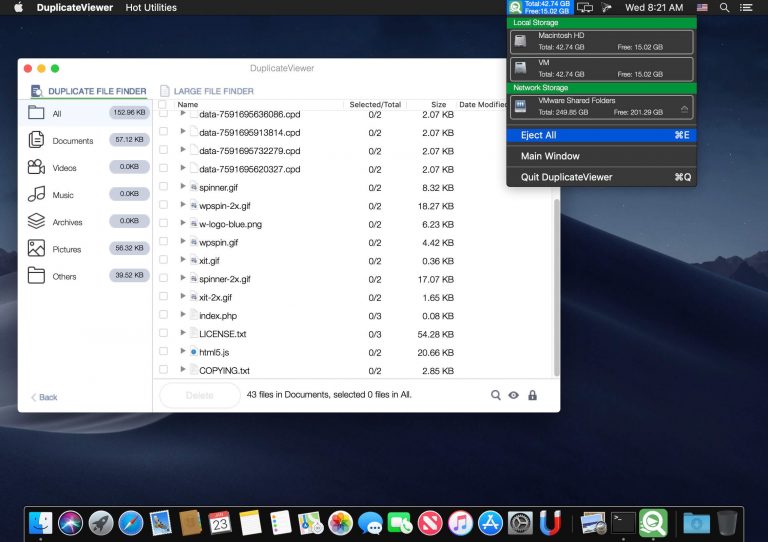 DuplicateViewer Hot Utilities
Total:42.74 GB
Free:15.02 GB
Wed 8:21 AM
Local Storage
Macintosh HD
Total: 42.74 GB Free: 15.02 GB
VM
Total: 42.74 GB Free: 15.02 GB
Network Storage
VMware Shared Folders
Total: 249.85 GB Free: 201.29 GB
Eject All ⌘E
Main Window
Quit DuplicateViewer ⌘Q
DuplicateViewer
DUPLICATE FILE FINDER LARGE FILE FINDER
All 152.96 KB
Documents 57.12 KB
Videos 0.0KB
Music 0.0KB
Archives 0.0KB
Pictures 56.32 KB
Others 39.52 KB
Back
Name Selected/Total Size Date Modified
data-7591695636086.cpd 0/2 2.07 KB
data-7591695913814.cpd 0/2 2.07 KB
data-7591695732279.cpd 0/2 2.07 KB
data-7591695620327.cpd 0/2 2.07 KB
spinner.gif 0/2 8.32 KB
wpspin-2x.gif 0/2 18.27 KB
w-logo-blue.png 0/2 6.23 KB
wpspin.gif 0/2 4.42 KB
xit.gif 0/2 0.36 KB
spinner-2x.gif 0/2 17.07 KB
xit-2x.gif 0/2 1.65 KB
index.php 0/3 0.08 KB
LICENSE.txt 0/3 54.28 KB
html5.js 0/2 20.66 KB
COPYING.txt 0/2 2.85 KB
Delete 43 files in Documents, selected 0 files in All.
JAN
23